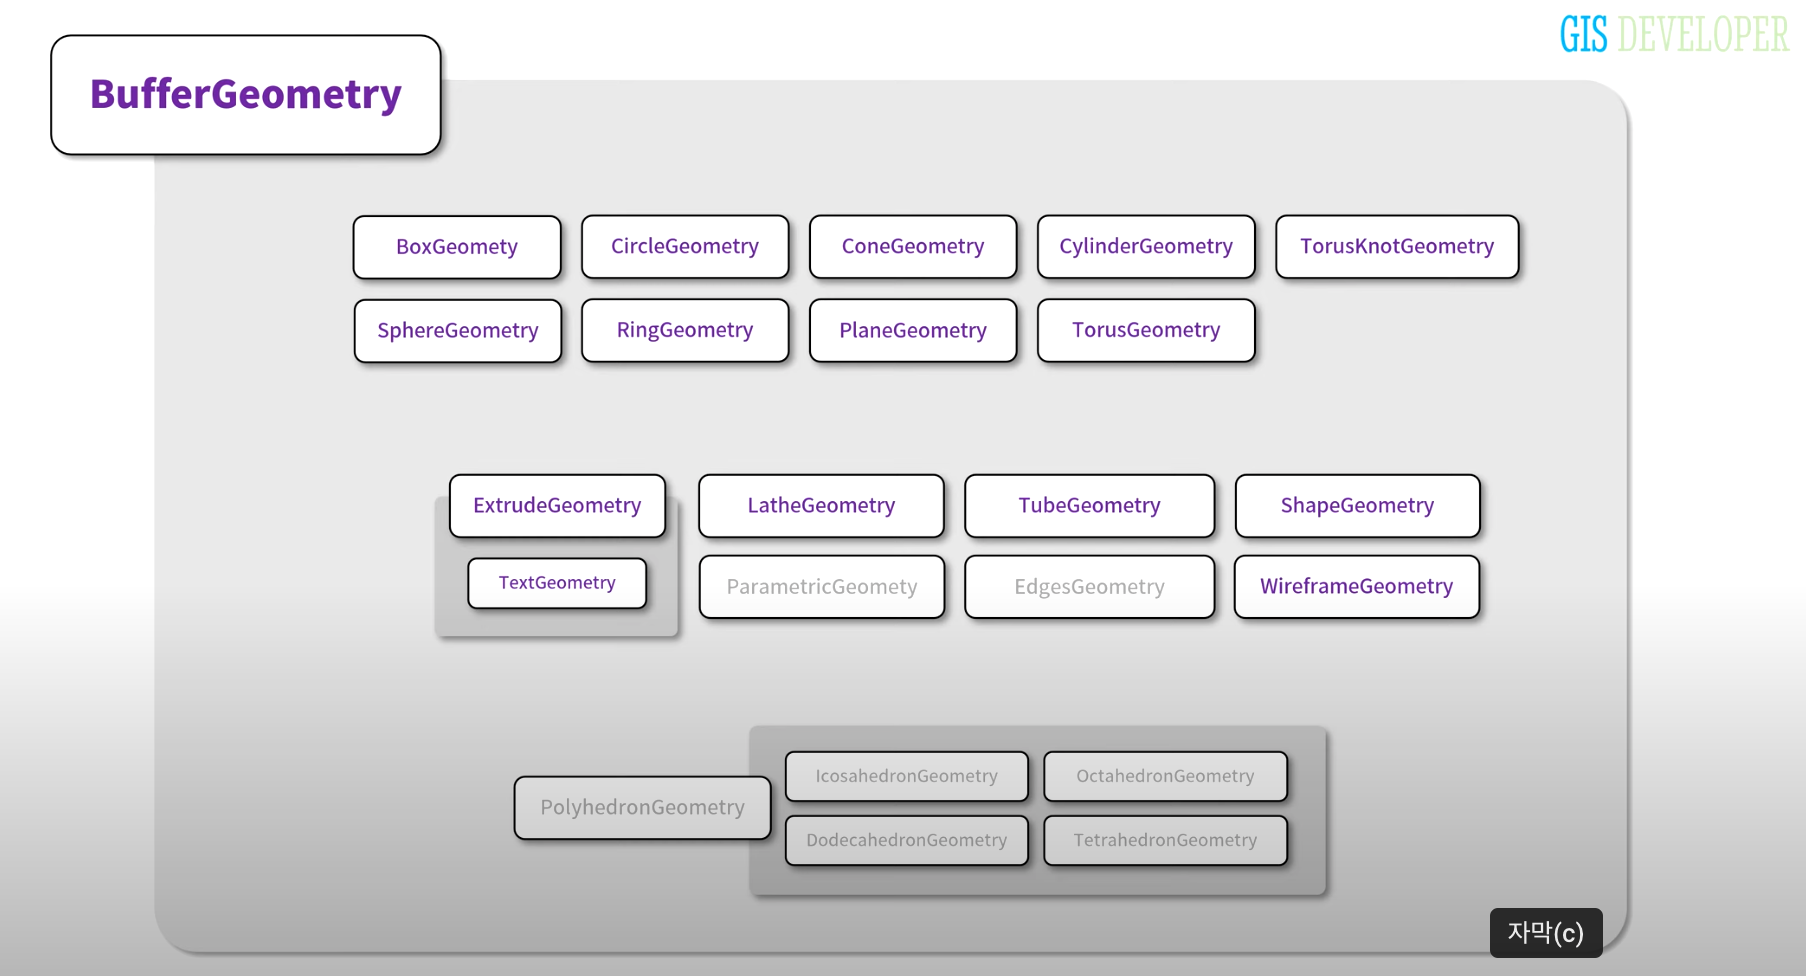 GIS DEVELOPER
BufferGeometry
BoxGeomety
CircleGeometry
ConeGeometry
CylinderGeometry
TorusKnotGeometry
SphereGeometry
RingGeometry
PlaneGeometry
TorusGeometry
ExtrudeGeometry
LatheGeometry
TubeGeometry
ShapeGeometry
TextGeometry
ParametricGeomety
EdgesGeometry
WireframeGeometry
PolyhedronGeometry
IcosahedronGeometry
OctahedronGeometry
DodecahedronGeometry
TetrahedronGeometry
자막(c)